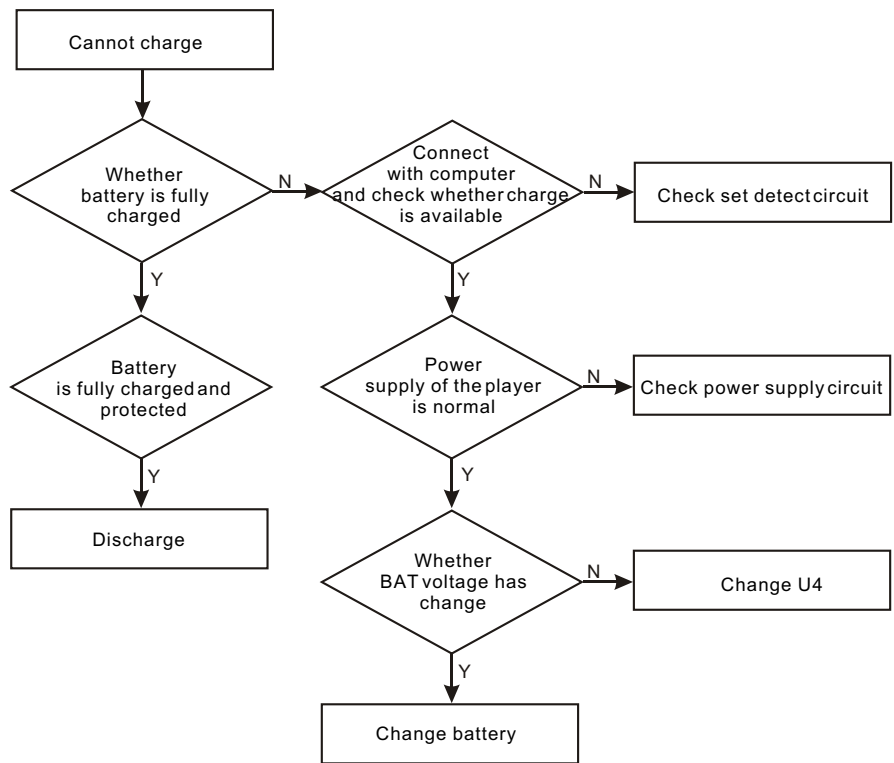 Cannot charge
Whether
battery is fully
charged
N
Connect
with computer
and check whether charge
is available
N
Check set detect circuit
Y
Y
Battery
is fully charged and
protected
Power
supply of the player
is normal
N
Check power supply circuit
Y
Y
Discharge
Whether
BAT voltage has
change
N
Change U4
Y
Change battery